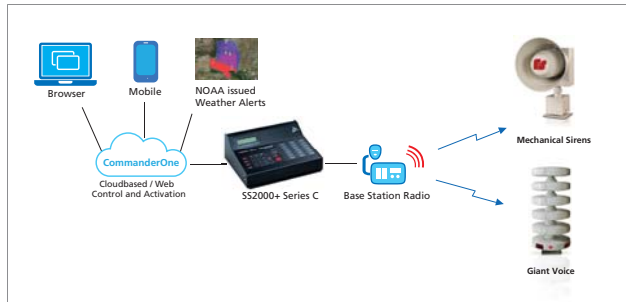 Browser
Mobile
NOAA issued
Weather Alerts
CommanderOne
Cloudbased / Web
Control and Activation
SS2000+ Series C
Base Station Radio
Mechanical Sirens
Giant Voice